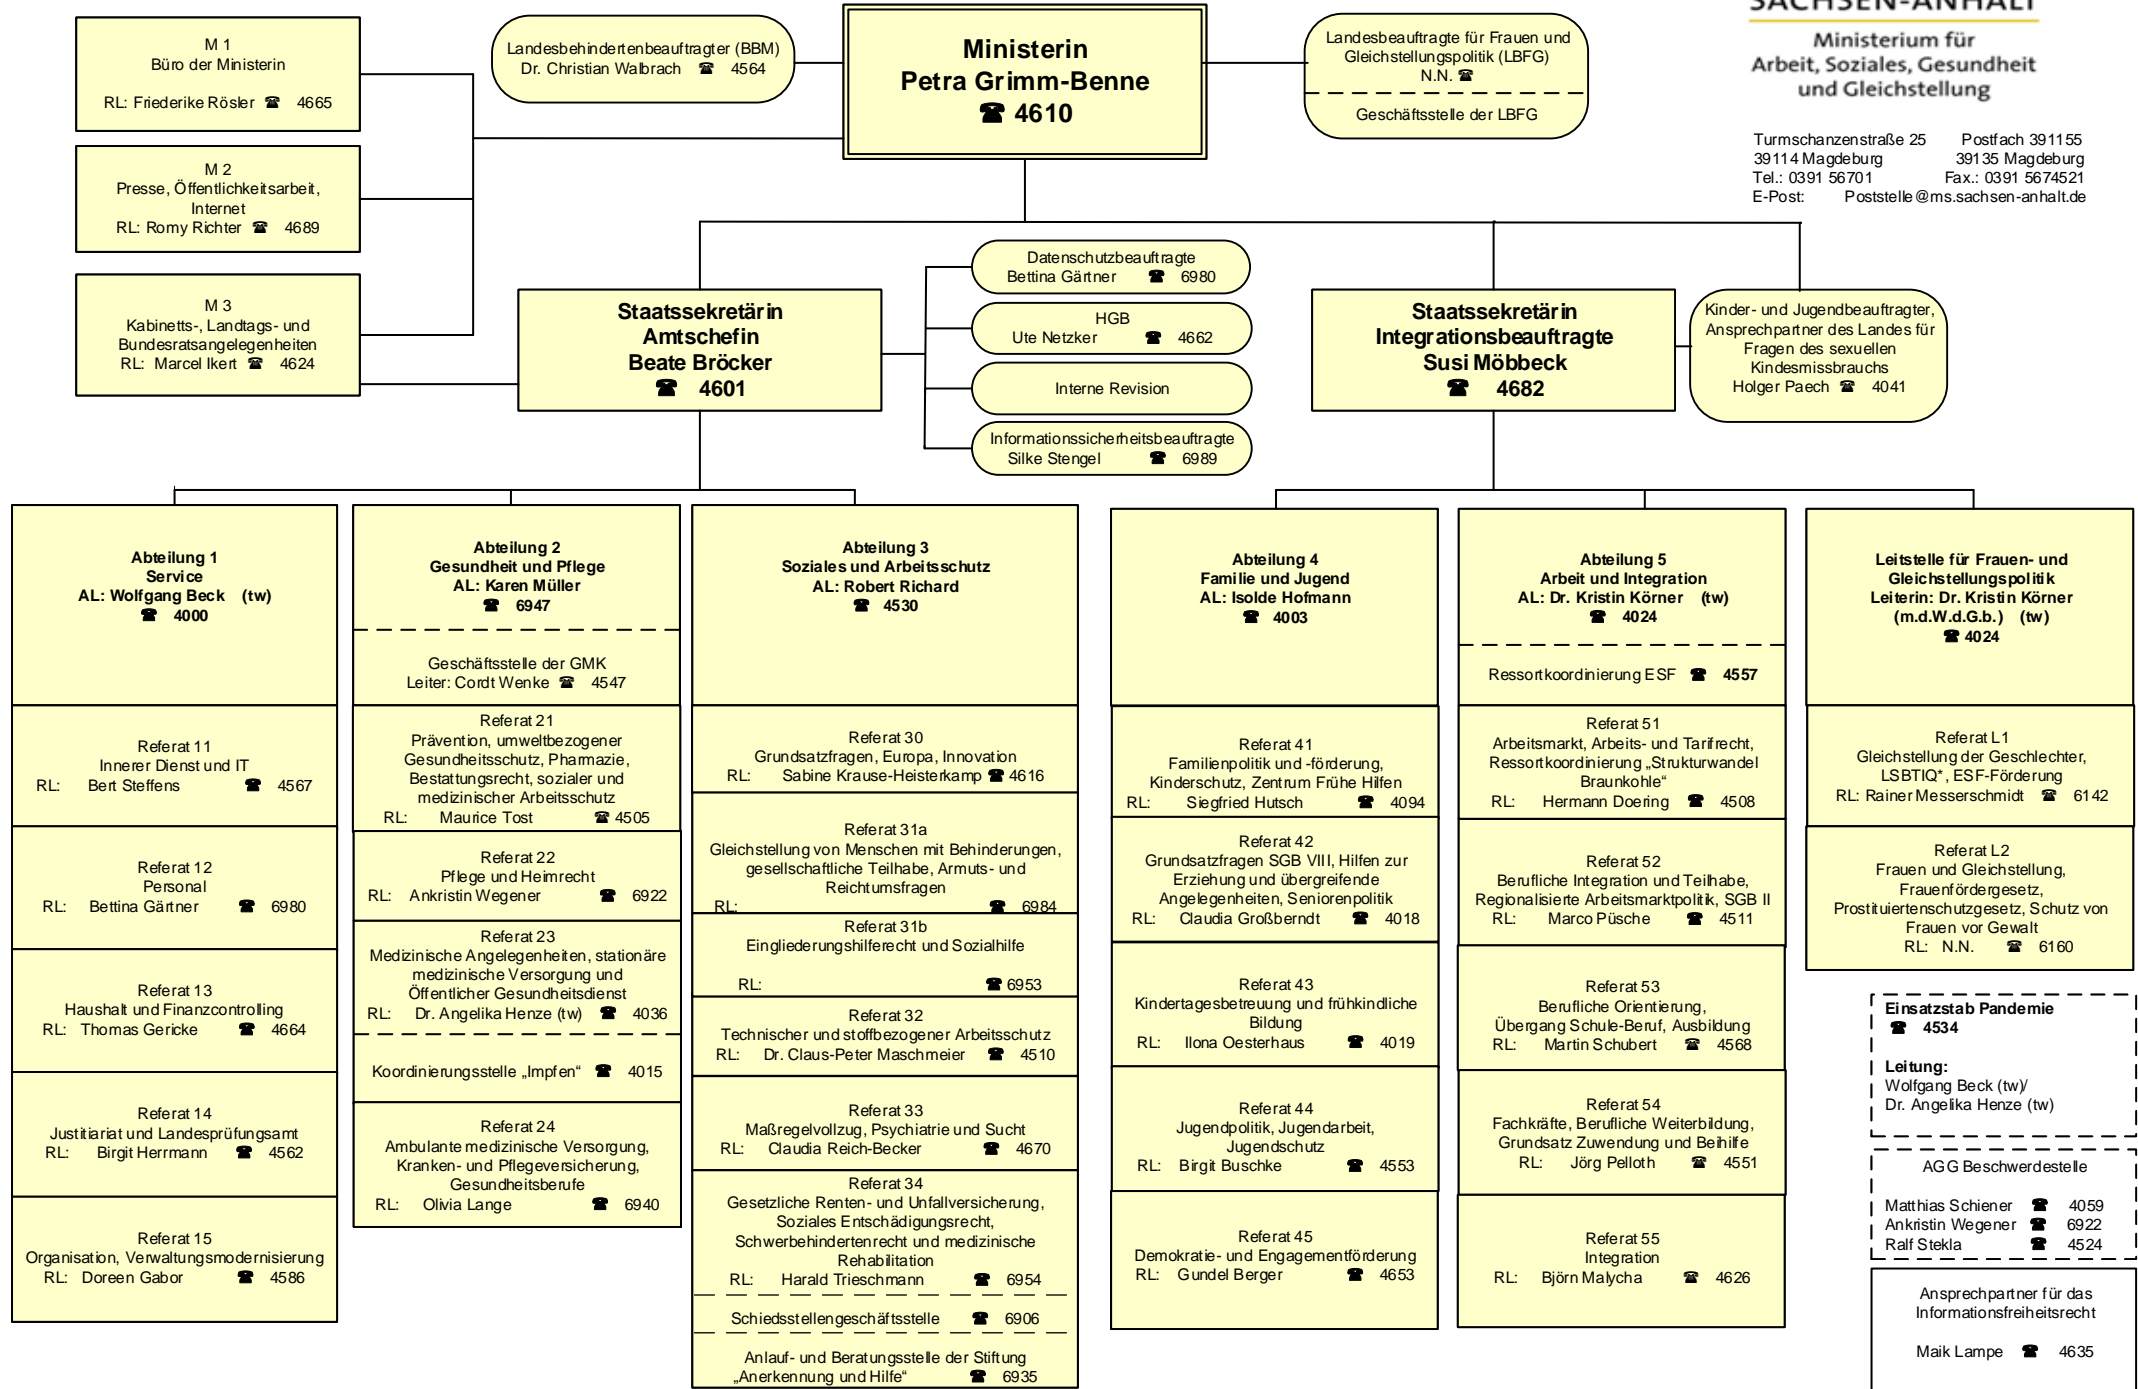 SACHSEN-ANHALT
Ministerium für
Arbeit, Soziales, Gesundheit
und Gleichstellung
Turmschanzenstraße 25 Postfach 391155
39114 Magdeburg 39135 Magdeburg
Tel.: 0391 56701 Fax.: 0391 5674521
E-Post: Poststelle@ms.sachsen-anhalt.de
M 1
Büro der Ministerin
RL: Friederike Rösler ☎ 4665
M 2
Presse, Öffentlichkeitsarbeit,
Internet
RL: Romy Richter ☎ 4689
M 3
Kabinetts-, Landtags- und
Bundesratsangelegenheiten
RL: Marcel Ikert ☎ 4624
Landesbehindertenbeauftragter (BBM)
Dr. Christian Walbrach ☎ 4564
Ministerin
Petra Grimm-Benne
☎ 4610
Landesbeauftragte für Frauen und
Gleichstellungspolitik (LBFG)
N.N. ☎
Geschäftsstelle der LBFG
Staatssekretärin
Amtschefin
Beate Bröcker
☎ 4601
Datenschutzbeauftragte
Bettina Gärtner ☎ 6980
HGB
Ute Netzker ☎ 4662
Interne Revision
Informationssicherheitsbeauftragte
Silke Stengel ☎ 6989
Staatssekretärin
Integrationsbeauftragte
Susi Möbbeck
☎ 4682
Kinder- und Jugendbeauftragter,
Ansprechpartner des Landes für
Fragen des sexuellen
Kindesmissbrauchs
Holger Paech ☎ 4041
Abteilung 1
Service
AL: Wolfgang Beck (tw)
☎ 4000
Referat 11
Innerer Dienst und IT
RL: Bert Steffens ☎ 4567
Referat 12
Personal
RL: Bettina Gärtner ☎ 6980
Referat 13
Haushalt und Finanzcontrolling
RL: Thomas Gericke ☎ 4664
Referat 14
Justitiariat und Landesprüfungsamt
RL: Birgit Herrmann ☎ 4562
Referat 15
Organisation, Verwaltungsmodernisierung
RL: Doreen Gabor ☎ 4586
Abteilung 2
Gesundheit und Pflege
AL: Karen Müller
☎ 6947
Geschäftsstelle der GMK
Leiter: Cordt Wenke ☎ 4547
Referat 21
Prävention, umweltbezogener
Gesundheitsschutz, Pharmazie,
Bestattungsrecht, sozialer und
medizinischer Arbeitsschutz
RL: Maurice Tost ☎ 4505
Referat 22
Pflege und Heimrecht
RL: Ankristin Wegener ☎ 6922
Referat 23
Medizinische Angelegenheiten, stationäre
medizinische Versorgung und
Öffentlicher Gesundheitsdienst
RL: Dr. Angelika Henze (tw) ☎ 4036
Koordinierungsstelle „Impfen“ ☎ 4015
Referat 24
Ambulante medizinische Versorgung,
Kranken- und Pflegeversicherung,
Gesundheitsberufe
RL: Olivia Lange ☎ 6940
Abteilung 3
Soziales und Arbeitsschutz
AL: Robert Richard
☎ 4530
Referat 30
Grundsatzfragen, Europa, Innovation
RL: Sabine Krause-Heisterkamp ☎ 4616
Referat 31a
Gleichstellung von Menschen mit Behinderungen,
gesellschaftliche Teilhabe, Armuts- und
Reichtumsfragen
RL: ☎ 6984
Referat 31b
Eingliederungshilferecht und Sozialhilfe
RL: ☎ 6953
Referat 32
Technischer und stoffbezogener Arbeitsschutz
RL: Dr. Claus-Peter Maschmeier ☎ 4510
Referat 33
Maßregelvollzug, Psychiatrie und Sucht
RL: Claudia Reich-Becker ☎ 4670
Referat 34
Gesetzliche Renten- und Unfallversicherung,
Soziales Entschädigungsrecht,
Schwerbehindertenrecht und medizinische
Rehabilitation
RL: Harald Trieschmann ☎ 6954
Schiedsstellengeschäftsstelle ☎ 6906
Anlauf- und Beratungsstelle der Stiftung
„Anerkennung und Hilfe“ ☎ 6935
Abteilung 4
Familie und Jugend
AL: Isolde Hofmann
☎ 4003
Referat 41
Familienpolitik und -förderung,
Kinderschutz, Zentrum Frühe Hilfen
RL: Siegfried Hutsch ☎ 4094
Referat 42
Grundsatzfragen SGB VIII, Hilfen zur
Erziehung und übergreifende
Angelegenheiten, Seniorenpolitik
RL: Claudia Großberndt ☎ 4018
Referat 43
Kindertagesbetreuung und frühkindliche
Bildung
RL: Ilona Oesterhaus ☎ 4019
Referat 44
Jugendpolitik, Jugendarbeit,
Jugendschutz
RL: Birgit Buschke ☎ 4553
Referat 45
Demokratie- und Engagementförderung
RL: Gundel Berger ☎ 4653
Abteilung 5
Arbeit und Integration
AL: Dr. Kristin Körner (tw)
☎ 4024
Ressortkoordinierung ESF ☎ 4557
Referat 51
Arbeitsmarkt, Arbeits- und Tarifrecht,
Ressortkoordinierung „Strukturwandel
Braunkohle“
RL: Hermann Doering ☎ 4508
Referat 52
Berufliche Integration und Teilhabe,
Regionalisierte Arbeitsmarktpolitik, SGB II
RL: Marco Püsche ☎ 4511
Referat 53
Berufliche Orientierung,
Übergang Schule-Beruf, Ausbildung
RL: Martin Schubert ☎ 4568
Referat 54
Fachkräfte, Berufliche Weiterbildung,
Grundsatz Zuwendung und Beihilfe
RL: Jörg Pelloth ☎ 4551
Referat 55
Integration
RL: Björn Malycha ☎ 4626
Leitstelle für Frauen- und
Gleichstellungspolitik
Leiterin: Dr. Kristin Körner
(m.d.W.d.G.b.) (tw)
☎ 4024
Referat L1
Gleichstellung der Geschlechter,
LSBTIQ*, ESF-Förderung
RL: Rainer Messerschmidt ☎ 6142
Referat L2
Frauen und Gleichstellung,
Frauenfördergesetz,
Prostituiertenschutzgesetz, Schutz von
Frauen vor Gewalt
RL: N.N. ☎ 6160
Einsatzstab Pandemie
☎ 4534
Leitung:
Wolfgang Beck (tw)/
Dr. Angelika Henze (tw)
AGG Beschwerdestelle
Matthias Schiener ☎ 4059
Ankristin Wegener ☎ 6922
Ralf Stekla ☎ 4524
Ansprechpartner für das
Informationsfreiheitsrecht
Maik Lampe ☎ 4635